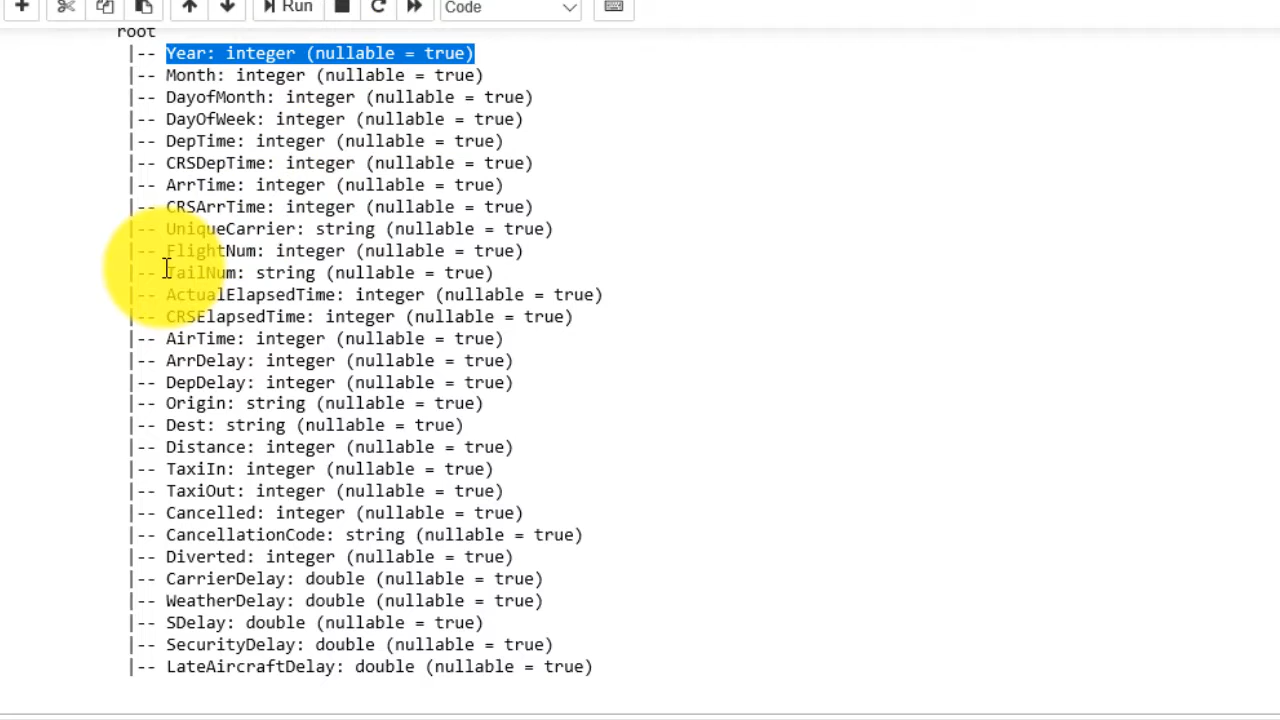 Run
Code
root
|-- Year: integer (nullable = true)
|-- Month: integer (nullable = true)
|-- DayofMonth: integer (nullable = true)
|-- DayOfWeek: integer (nullable = true)
|-- DepTime: integer (nullable = true)
|-- CRSDepTime: integer (nullable = true)
|-- ArrTime: integer (nullable = true)
|-- CRSArrTime: integer (nullable = true)
|-- UniqueCarrier: string (nullable = true)
|-- FlightNum: integer (nullable = true)
|-- TailNum: string (nullable = true)
|-- ActualElapsedTime: integer (nullable = true)
|-- CRSElapsedTime: integer (nullable = true)
|-- AirTime: integer (nullable = true)
|-- ArrDelay: integer (nullable = true)
|-- DepDelay: integer (nullable = true)
|-- Origin: string (nullable = true)
|-- Dest: string (nullable = true)
|-- Distance: integer (nullable = true)
|-- TaxiIn: integer (nullable = true)
|-- TaxiOut: integer (nullable = true)
|-- Cancelled: integer (nullable = true)
|-- CancellationCode: string (nullable = true)
|-- Diverted: integer (nullable = true)
|-- CarrierDelay: double (nullable = true)
|-- WeatherDelay: double (nullable = true)
|-- SDelay: double (nullable = true)
|-- SecurityDelay: double (nullable = true)
|-- LateAircraftDelay: double (nullable = true)